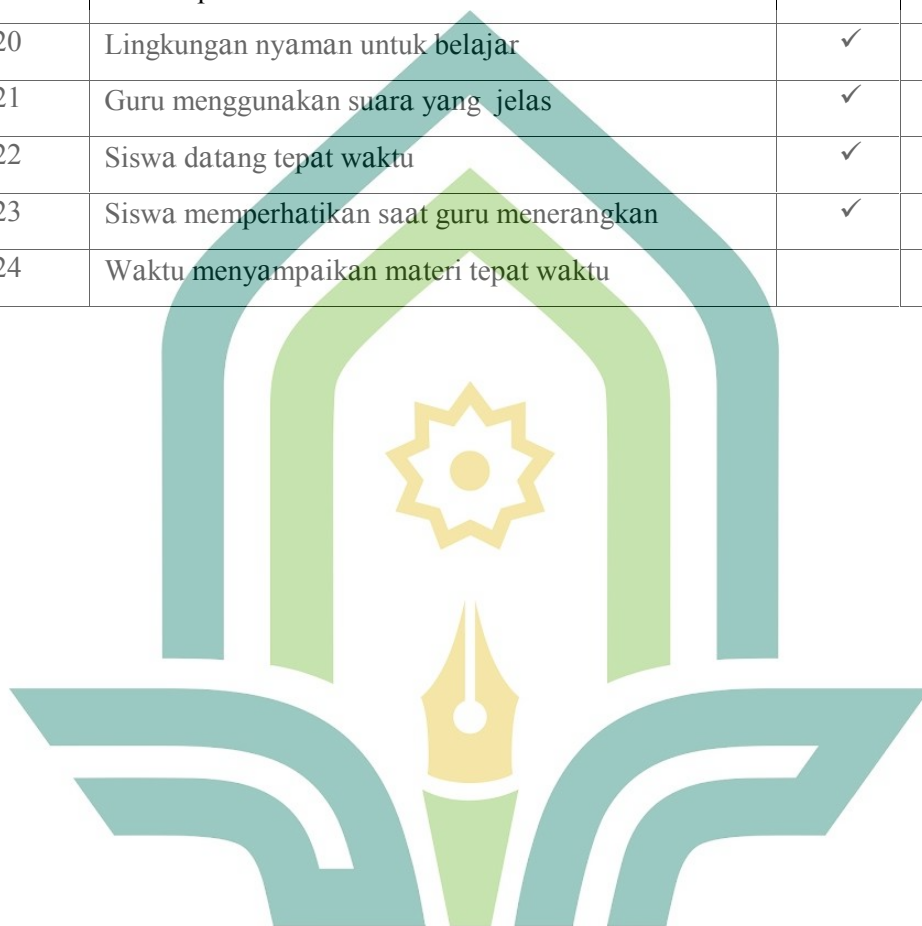 20 Lingkungan nyaman untuk belajar ✓
21 Guru menggunakan suara yang jelas ✓
22 Siswa datang tepat waktu ✓
23 Siswa memperhatikan saat guru menerangkan ✓
24 Waktu menyampaikan materi tepat waktu